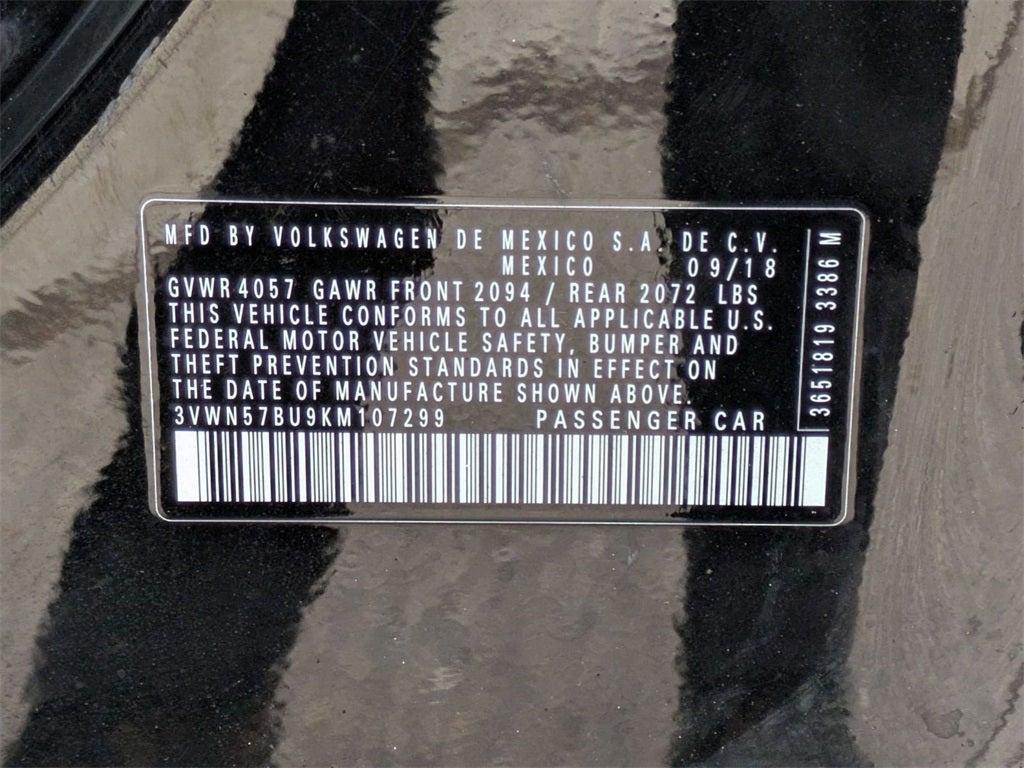 MFD BY VOLKSWAGEN DE MEXICO S.A. DE C.V.
MEXICO 09/18
GVWR 4057 GAWR FRONT 2094 / REAR 2072 LBS
THIS VEHICLE CONFORMS TO ALL APPLICABLE U.S.
FEDERAL MOTOR VEHICLE SAFETY, BUMPER AND
THEFT PREVENTION STANDARDS IN EFFECT ON
THE DATE OF MANUFACTURE SHOWN ABOVE.
3VWN57BU9KM107299 PASSENGER CAR
3651819 3386 M